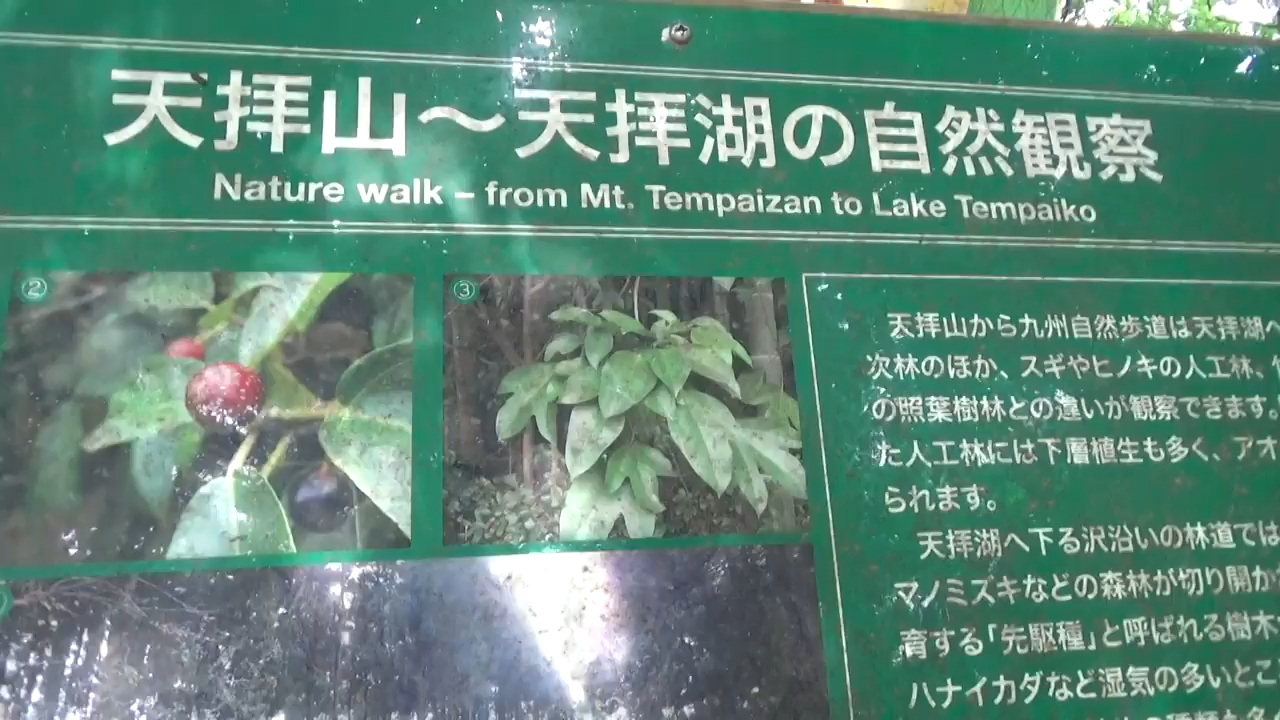 天拝山～天拝湖の自然観察
Nature walk – from Mt. Tempaizan to Lake Tempaiko
②
③
天拝山から九州自然歩道は天拝湖へ
次林のほか、スギやヒノキの人工林、
の照葉樹林との違いが観察できます。
た人工林には下層植生も多く、アオ
られます。
天拝湖へ下る沢沿いの林道では
マノミズキなどの森林が切り開か
育する「先駆種」と呼ばれる樹木
ハナイカダなど湿気の多いとこ